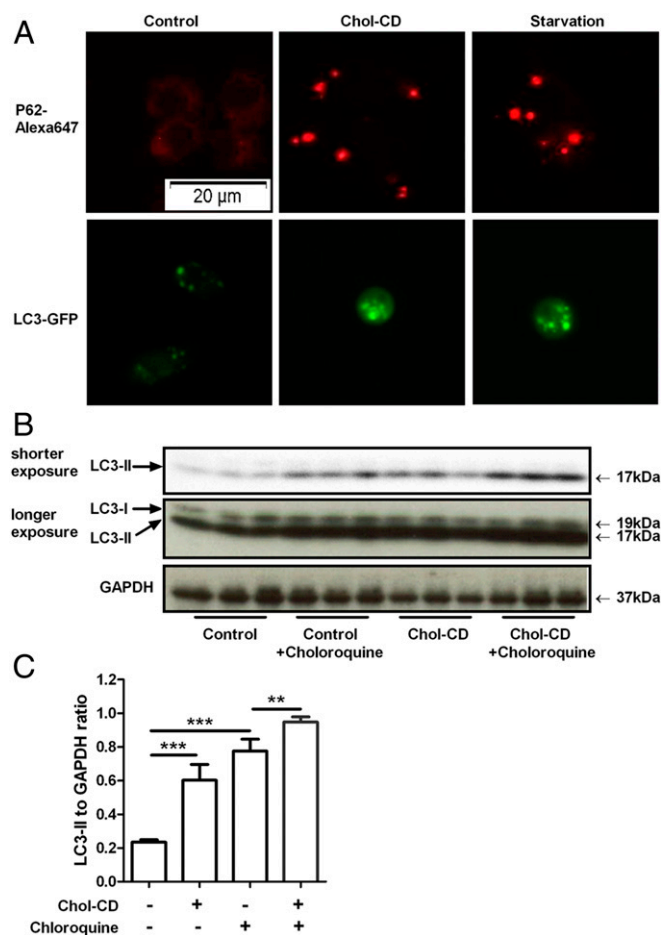 A
Control Chol-CD Starvation
P62-
Alexa647
20 µm
LC3-GFP
B
shorter
exposure
LC3-II
← 17kDa
longer
exposure
LC3-I
LC3-II
← 19kDa
← 17kDa
GAPDH
← 37kDa
Control Control
+Choloroquine Chol-CD Chol-CD
+Choloroquine
C
LC3-II to GAPDH ratio
1.2
1.0
0.8
0.6
0.4
0.2
0.0
***
***
**
Chol-CD - + - +
Chloroquine - - + +